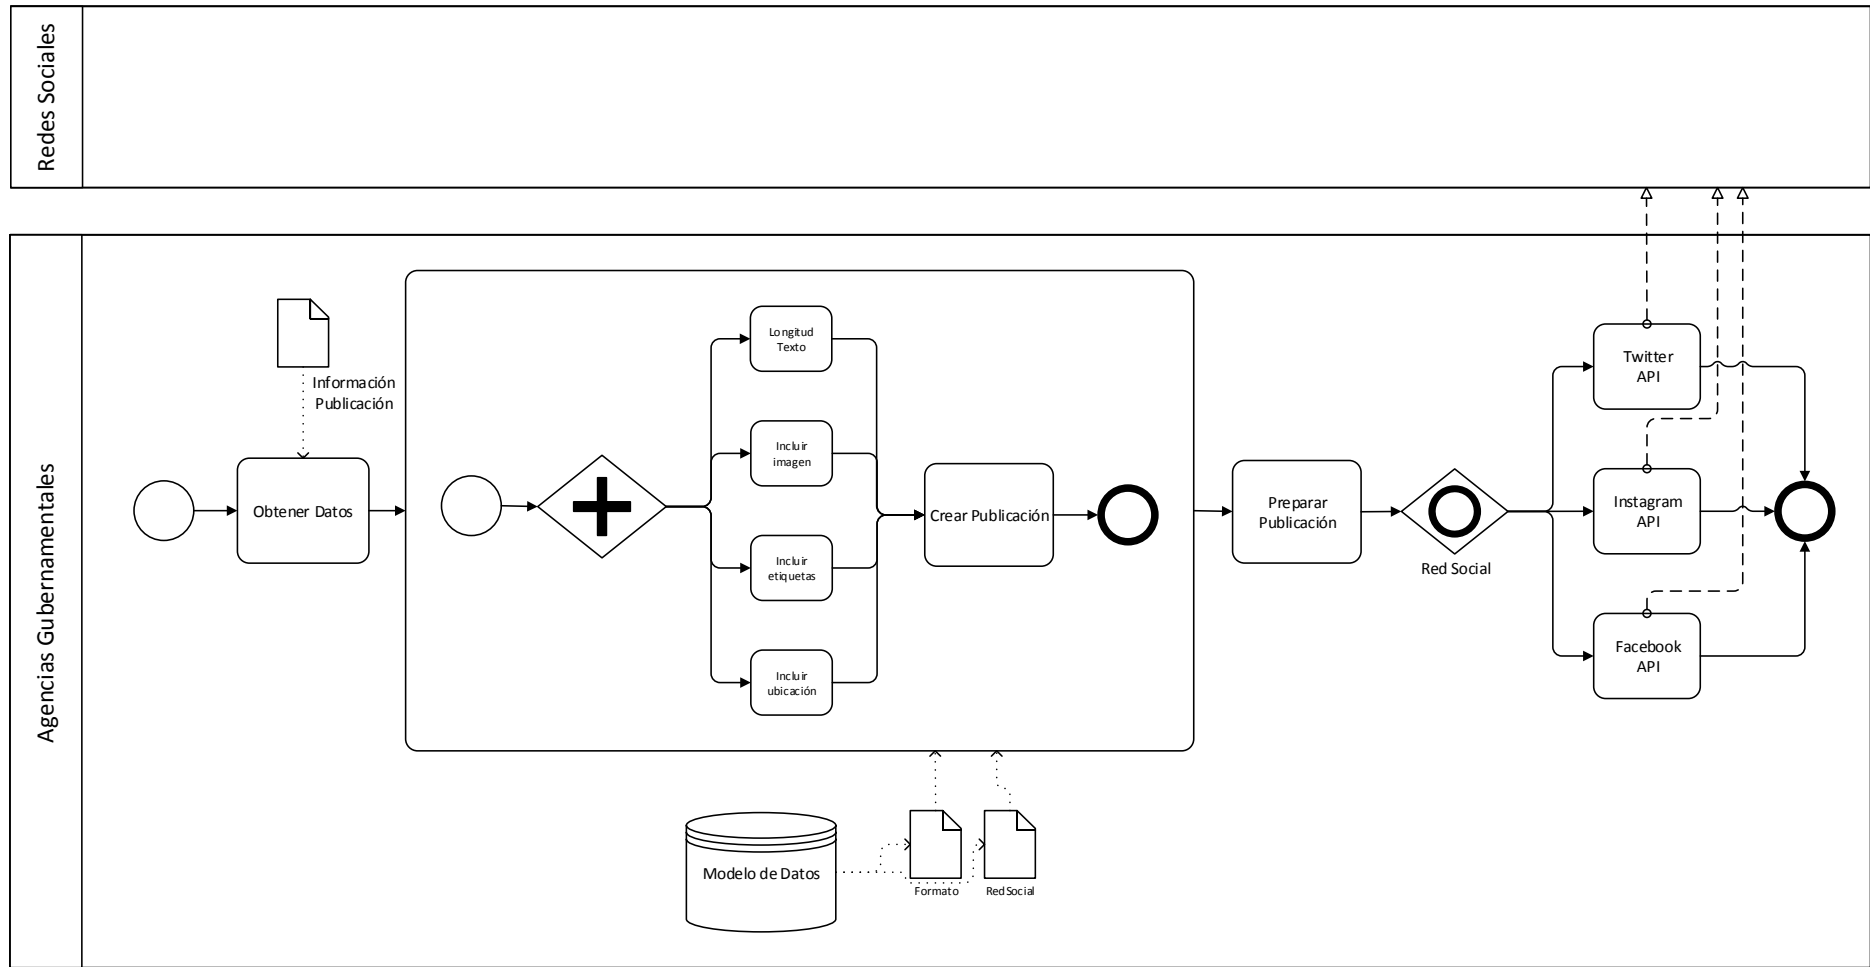 Redes Sociales
Agencias Gubernamentales
Información
Publicación
Obtener Datos
Longitud
Texto
Incluir
imagen
Incluir
etiquetas
Incluir
ubicación
Crear Publicación
Preparar
Publicación
Red Social
Twitter
API
Instagram
API
Facebook
API
Modelo de Datos
Formato
Red Social